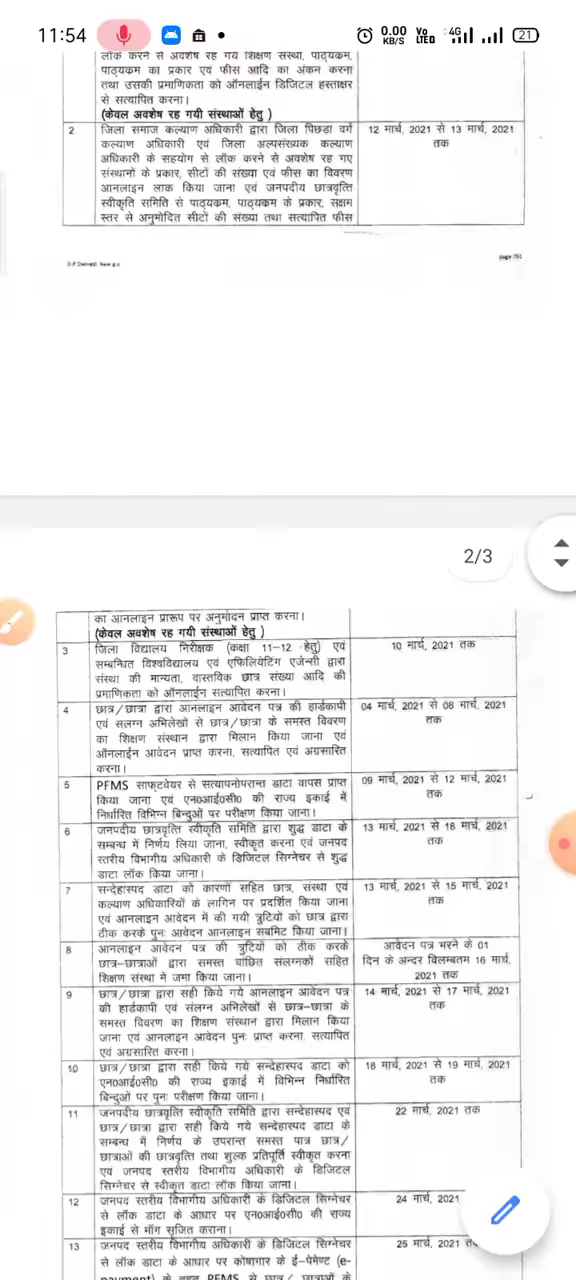 11:54
0.00 KB/S
Vo LTE
4G
21
लॉक करने से अवशेष रह गये शिक्षण संस्था, पाठ्यकम,
पाठ्यकम का प्रकार एवं फीस आदि का अंकन करना
तथा उसकी प्रमाणिकता को ऑनलाईन डिजिटल हस्ताक्षर
से सत्यापित करना।
(केवल अवशेष रह गयी संस्थाओं हेतु )
2 जिला समाज कल्याण अधिकारी द्वारा जिला पिछड़ा वर्ग 12 मार्च, 2021 से 13 मार्च, 2021
कल्याण अधिकारी एवं जिला अल्पसंख्यक कल्याण तक
अधिकारी के सहयोग से लॉक करने से अवशेष रह गए
संस्थानों के प्रकार, सीटों की संख्या एवं फीस का विवरण
आनलाइन लाक किया जाना एवं जनपदीय छात्रवृत्ति
स्वीकृति समिति से पाठ्यकम, पाठ्यकम के प्रकार, सक्षम
स्तर से अनुमोदित सीटों की संख्या तथा सत्यापित फीस
D.P Dwivedi New g.o
page-751
2/3
का आनलाइन प्रारूप पर अनुमोदन प्राप्त करना।
(केवल अवशेष रह गयी संस्थाओं हेतु )
3 जिला विद्यालय निरीक्षक (कक्षा 11-12 हेतु) एवं 10 मार्च, 2021 तक
सम्बन्धित विश्वविद्यालय एवं एफिलियेटिंग एजेन्सी द्वारा
संस्था की मान्यता, वास्तविक छात्र संख्या आदि की
प्रमाणिकता को ऑनलाईन सत्यापित करना।
4 छात्र/छात्रा द्वारा आनलाइन आवेदन पत्र की हार्डकापी 04 मार्च, 2021 से 08 मार्च, 2021
एवं सलग्न अभिलेखों से छात्र/छात्रा के समस्त विवरण तक
का शिक्षण संस्थान द्वारा मिलान किया जाना एवं
ऑनलाईन आवेदन प्राप्त करना, सत्यापित एवं अग्रसारित
करना।
5 PFMS साफ्टवेयर से सत्यापनोपरान्त डाटा वापस प्राप्त 09 मार्च, 2021 से 12 मार्च, 2021
किया जाना एवं एन0आई0सी0 की राज्य इकाई में तक
निर्धारित विभिन्न बिन्दुओं पर परीक्षण किया जाना।
6 जनपदीय छात्रवृत्ति स्वीकृति समिति द्वारा शुद्ध डाटा के 13 मार्च, 2021 से 18 मार्च, 2021
सम्बन्ध में निर्णय लिया जाना, स्वीकृत करना एवं जनपद तक
स्तरीय विभागीय अधिकारी के डिजिटल सिग्नेचर से शुद्ध
डाटा लॉक किया जाना।
7 सन्देहास्पद डाटा को कारणों सहित छात्र, संस्था एवं 13 मार्च, 2021 से 15 मार्च, 2021
कल्याण अधिकारियों के लागिन पर प्रदर्शित किया जाना तक
एवं आनलाइन आवेदन में की गयी त्रुटियों को छात्र द्वारा
ठीक करके पुनः आवेदन आनलाइन सबमिट किया जाना।
8 आनलाइन आवेदन पत्र की त्रुटियों को ठीक करके आवेदन पत्र भरने के 01
छात्र-छात्राओं द्वारा समस्त वांछित संलग्नकों सहित दिन के अन्दर विलम्बतम 16 मार्च,
शिक्षण संस्था में जमा किया जाना। 2021 तक
9 छात्र/छात्रा द्वारा सही किये गये आनलाइन आवेदन पत्र 14 मार्च, 2021 से 17 मार्च, 2021
की हार्डकापी एवं संलग्न अभिलेखों से छात्र-छात्रा के तक
समस्त विवरण का शिक्षण संस्थान द्वारा मिलान किया
जाना एवं आनलाइन आवेदन पुनः प्राप्त करना, सत्यापित
एवं अग्रसारित करना।
10 छात्र/छात्रा द्वारा सही किये गये सन्देहास्पद डाटा को 18 मार्च, 2021 से 19 मार्च, 2021
एन0आई0सी0 की राज्य इकाई में विभिन्न निर्धारित तक
बिन्दुओं पर पुनः परीक्षण किया जाना।
11 जनपदीय छात्रवृत्ति स्वीकृति समिति द्वारा सन्देहास्पद एवं 22 मार्च, 2021 तक
छात्र/छात्रा द्वारा सही किये गये सन्देहास्पद डाटा के
सम्बन्ध में निर्णय के उपरान्त समस्त पात्र छात्र/
छात्राओं की छात्रवृत्ति तथा शुल्क प्रतिपूर्ति स्वीकृत करना
एवं जनपद स्तरीय विभागीय अधिकारी के डिजिटल
सिग्नेचर से स्वीकृत डाटा लॉक किया जाना।
12 जनपद स्तरीय विभागीय अधिकारी के डिजिटल सिग्नेचर 24 मार्च, 2021
से लॉक डाटा के आधार पर एन0आई0सी0 की राज्य
इकाई से माँग सृजित कराना।
13 जनपद स्तरीय विभागीय अधिकारी के डिजिटल सिग्नेचर 25 मार्च, 2021
से लॉक डाटा के आधार पर कोषागार के ई-पेमेण्ट (e-
payment) के तहत PFMS से छात्र/ छात्राओं के